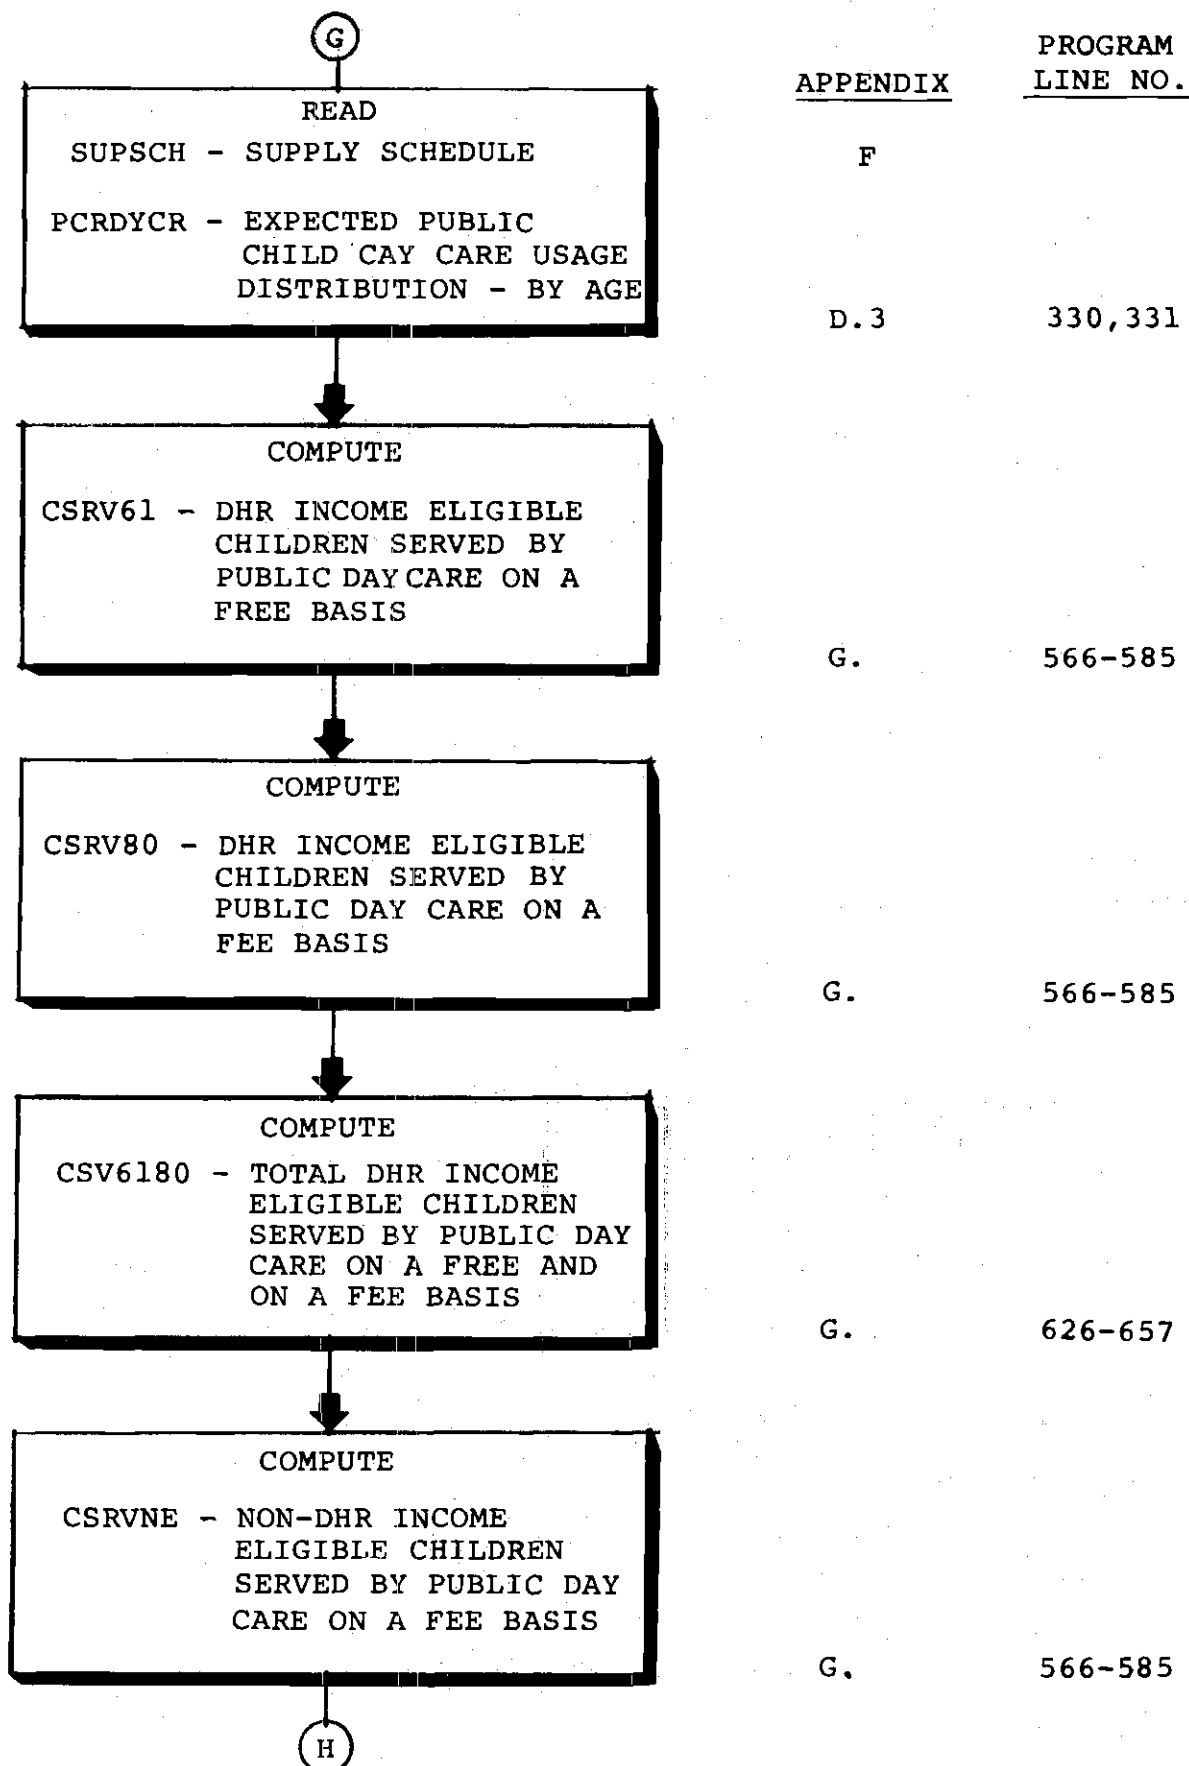 G
PROGRAM
APPENDIX LINE NO.
READ
SUPSCH - SUPPLY SCHEDULE
F
PCRDYCR - EXPECTED PUBLIC
CHILD CAY CARE USAGE
DISTRIBUTION - BY AGE
D.3 330,331
COMPUTE
CSRV61 - DHR INCOME ELIGIBLE
CHILDREN SERVED BY
PUBLIC DAY CARE ON A
FREE BASIS
G. 566-585
COMPUTE
CSRV80 - DHR INCOME ELIGIBLE
CHILDREN SERVED BY
PUBLIC DAY CARE ON A
FEE BASIS
G. 566-585
COMPUTE
CSV6180 - TOTAL DHR INCOME
ELIGIBLE CHILDREN
SERVED BY PUBLIC DAY
CARE ON A FREE AND
ON A FEE BASIS
G. 626-657
COMPUTE
CSRVNE - NON-DHR INCOME
ELIGIBLE CHILDREN
SERVED BY PUBLIC DAY
CARE ON A FEE BASIS
G. 566-585
H